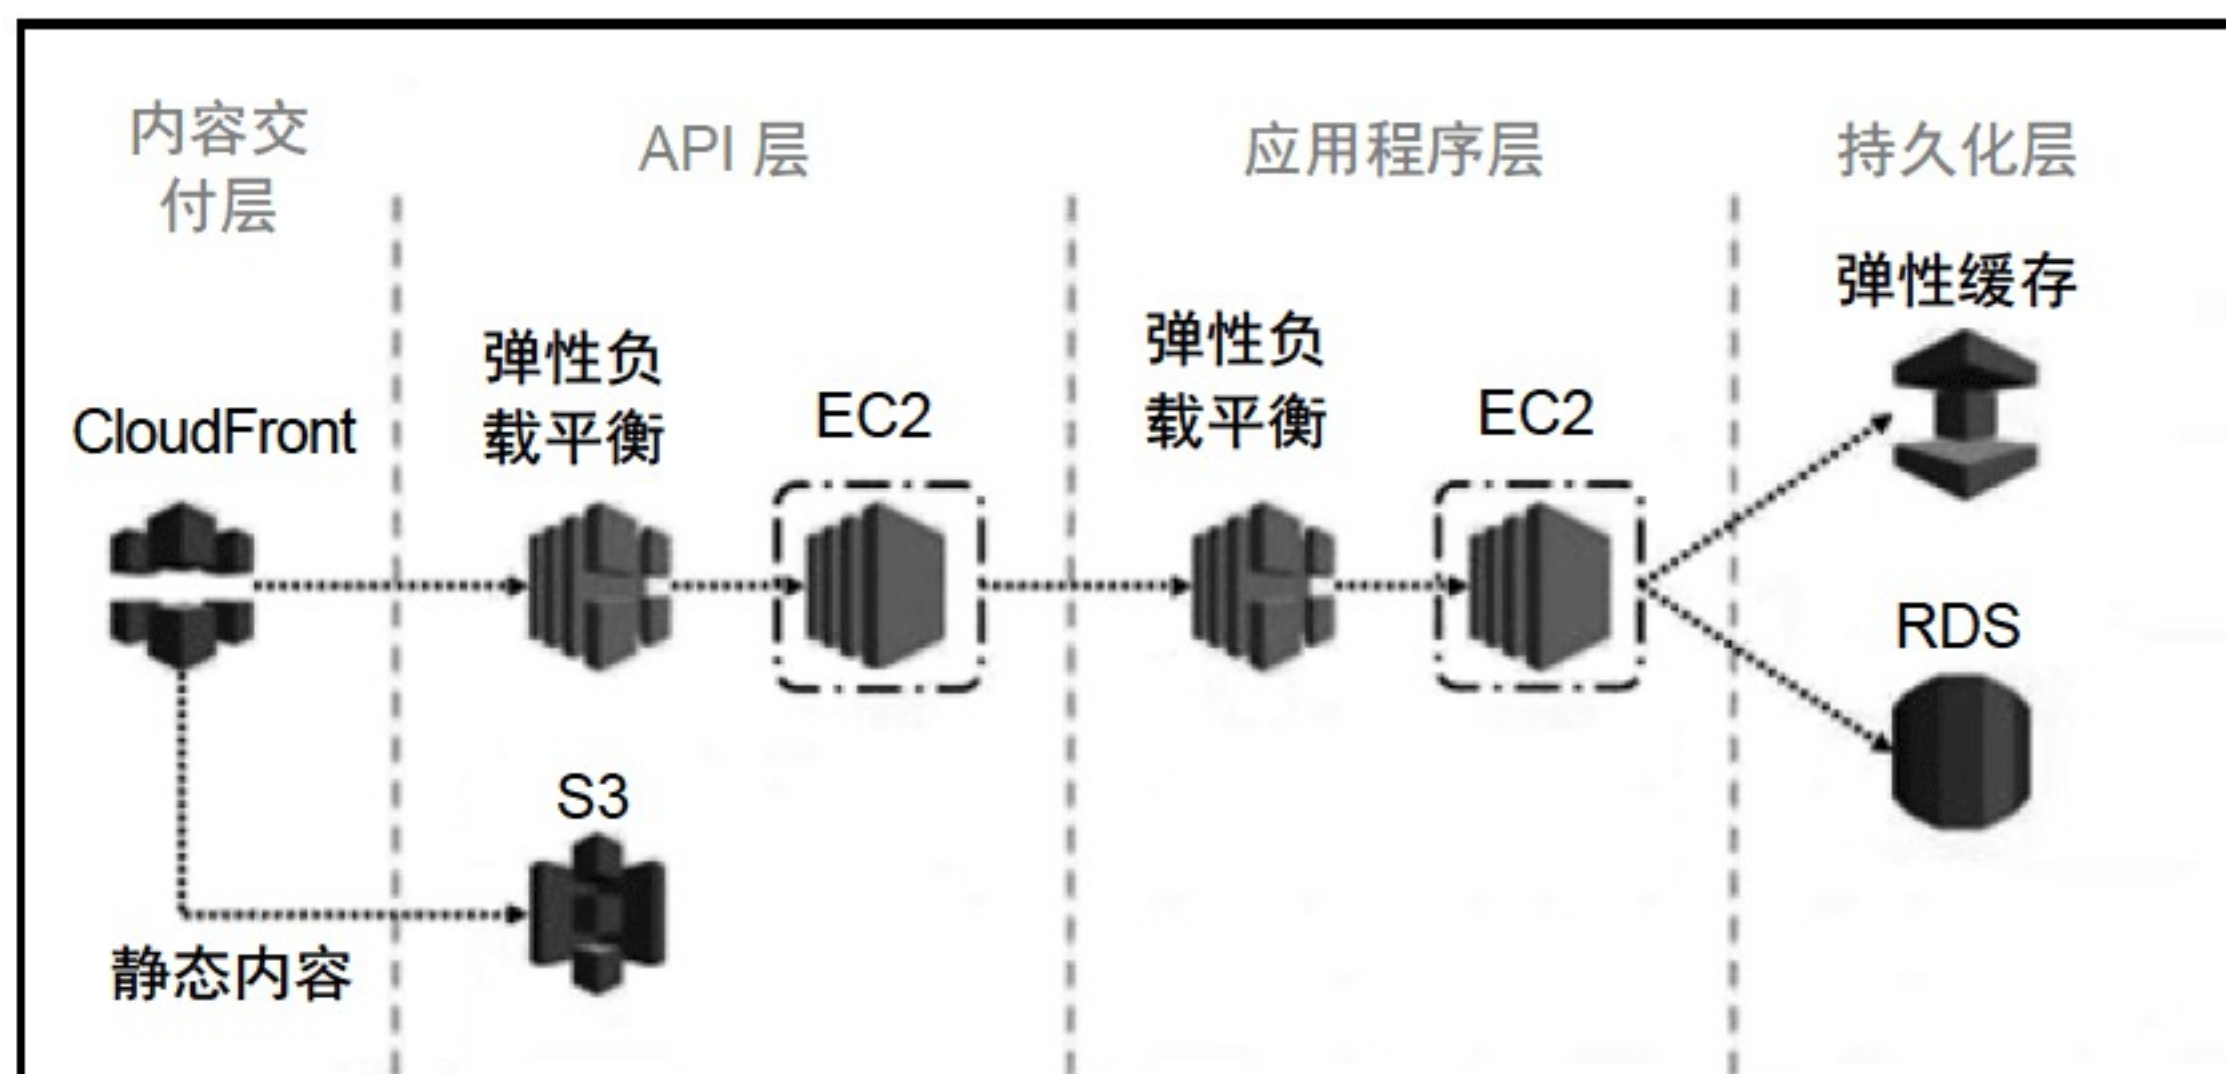 内容交
付层
API 层
应用程序层
持久化层
弹性缓存
弹性负
载平衡
弹性负
载平衡
CloudFront
EC2
EC2
RDS
S3
静态内容